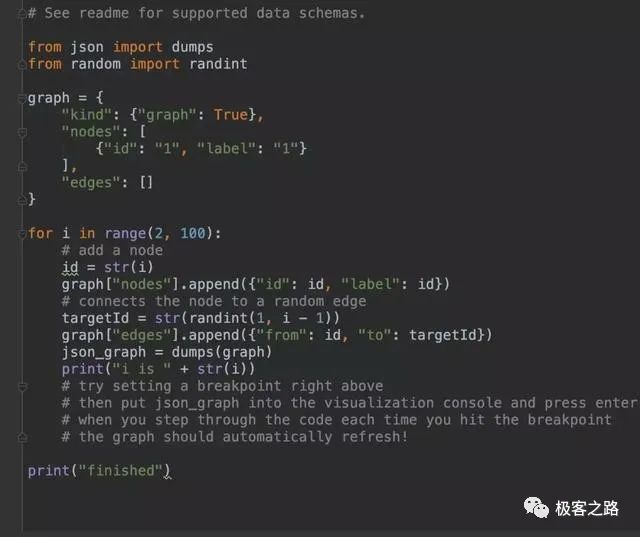 # See readme for supported data schemas.
from json import dumps
from random import randint
graph = {
    "kind": {"graph": True},
    "nodes": [
        {"id": "1", "label": "1"}
    ],
    "edges": []
}
for i in range(2, 100):
    # add a node
    id = str(i)
    graph["nodes"].append({"id": id, "label": id})
    # connects the node to a random edge
    targetId = str(randint(1, i - 1))
    graph["edges"].append({"from": id, "to": targetId})
    json_graph = dumps(graph)
    print("i is " + str(i))
    # try setting a breakpoint right above
    # then put json_graph into the visualization console and press enter
    # when you step through the code each time you hit the breakpoint
    # the graph should automatically refresh!
print("finished")
极客之路